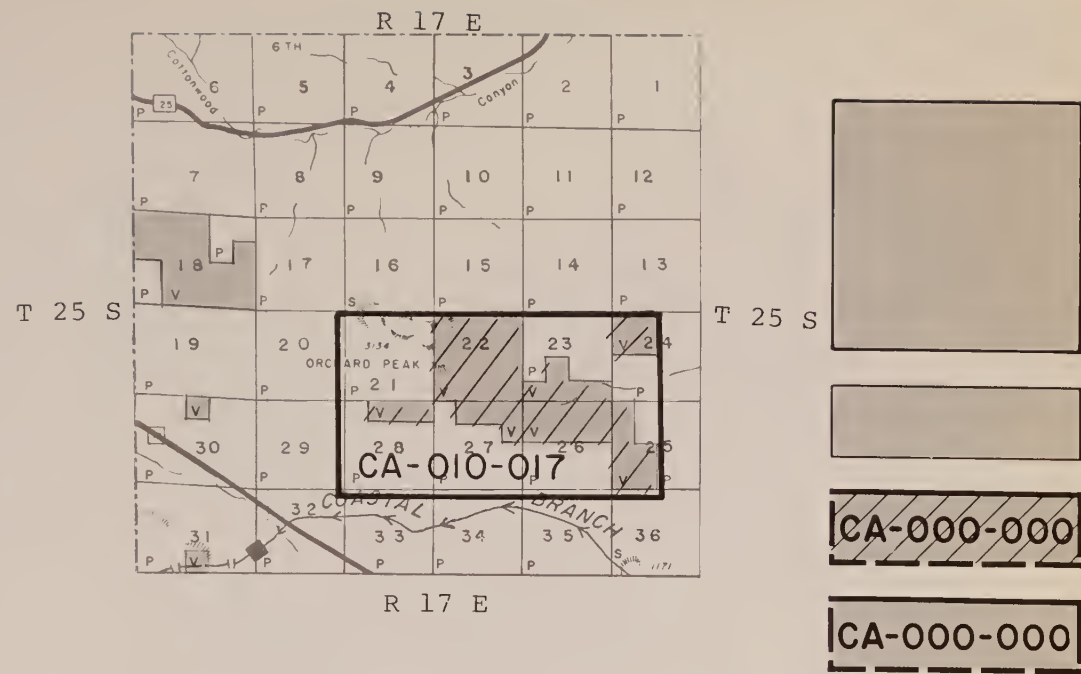 R 17 E
6TH
Cottonwood
6 5 4 3 2 1
25
Canyon
P P P P P P
7 8 9 10 11 12
P P P P P P
P
18 17 16 15 14 13
P V P S P P P
T 25 S
T 25 S
19 20 3134 22 23 24
ORCHARD PEAK
V
P
P
21
P P P V V
V V
30 29 28 27 V V 26 25
CA-010-017
P P P P V P
COASTAL BRANCH
32
31 33 34 35 36
S
1171
P V P P P P
R 17 E
CA-000-000
CA-000-000